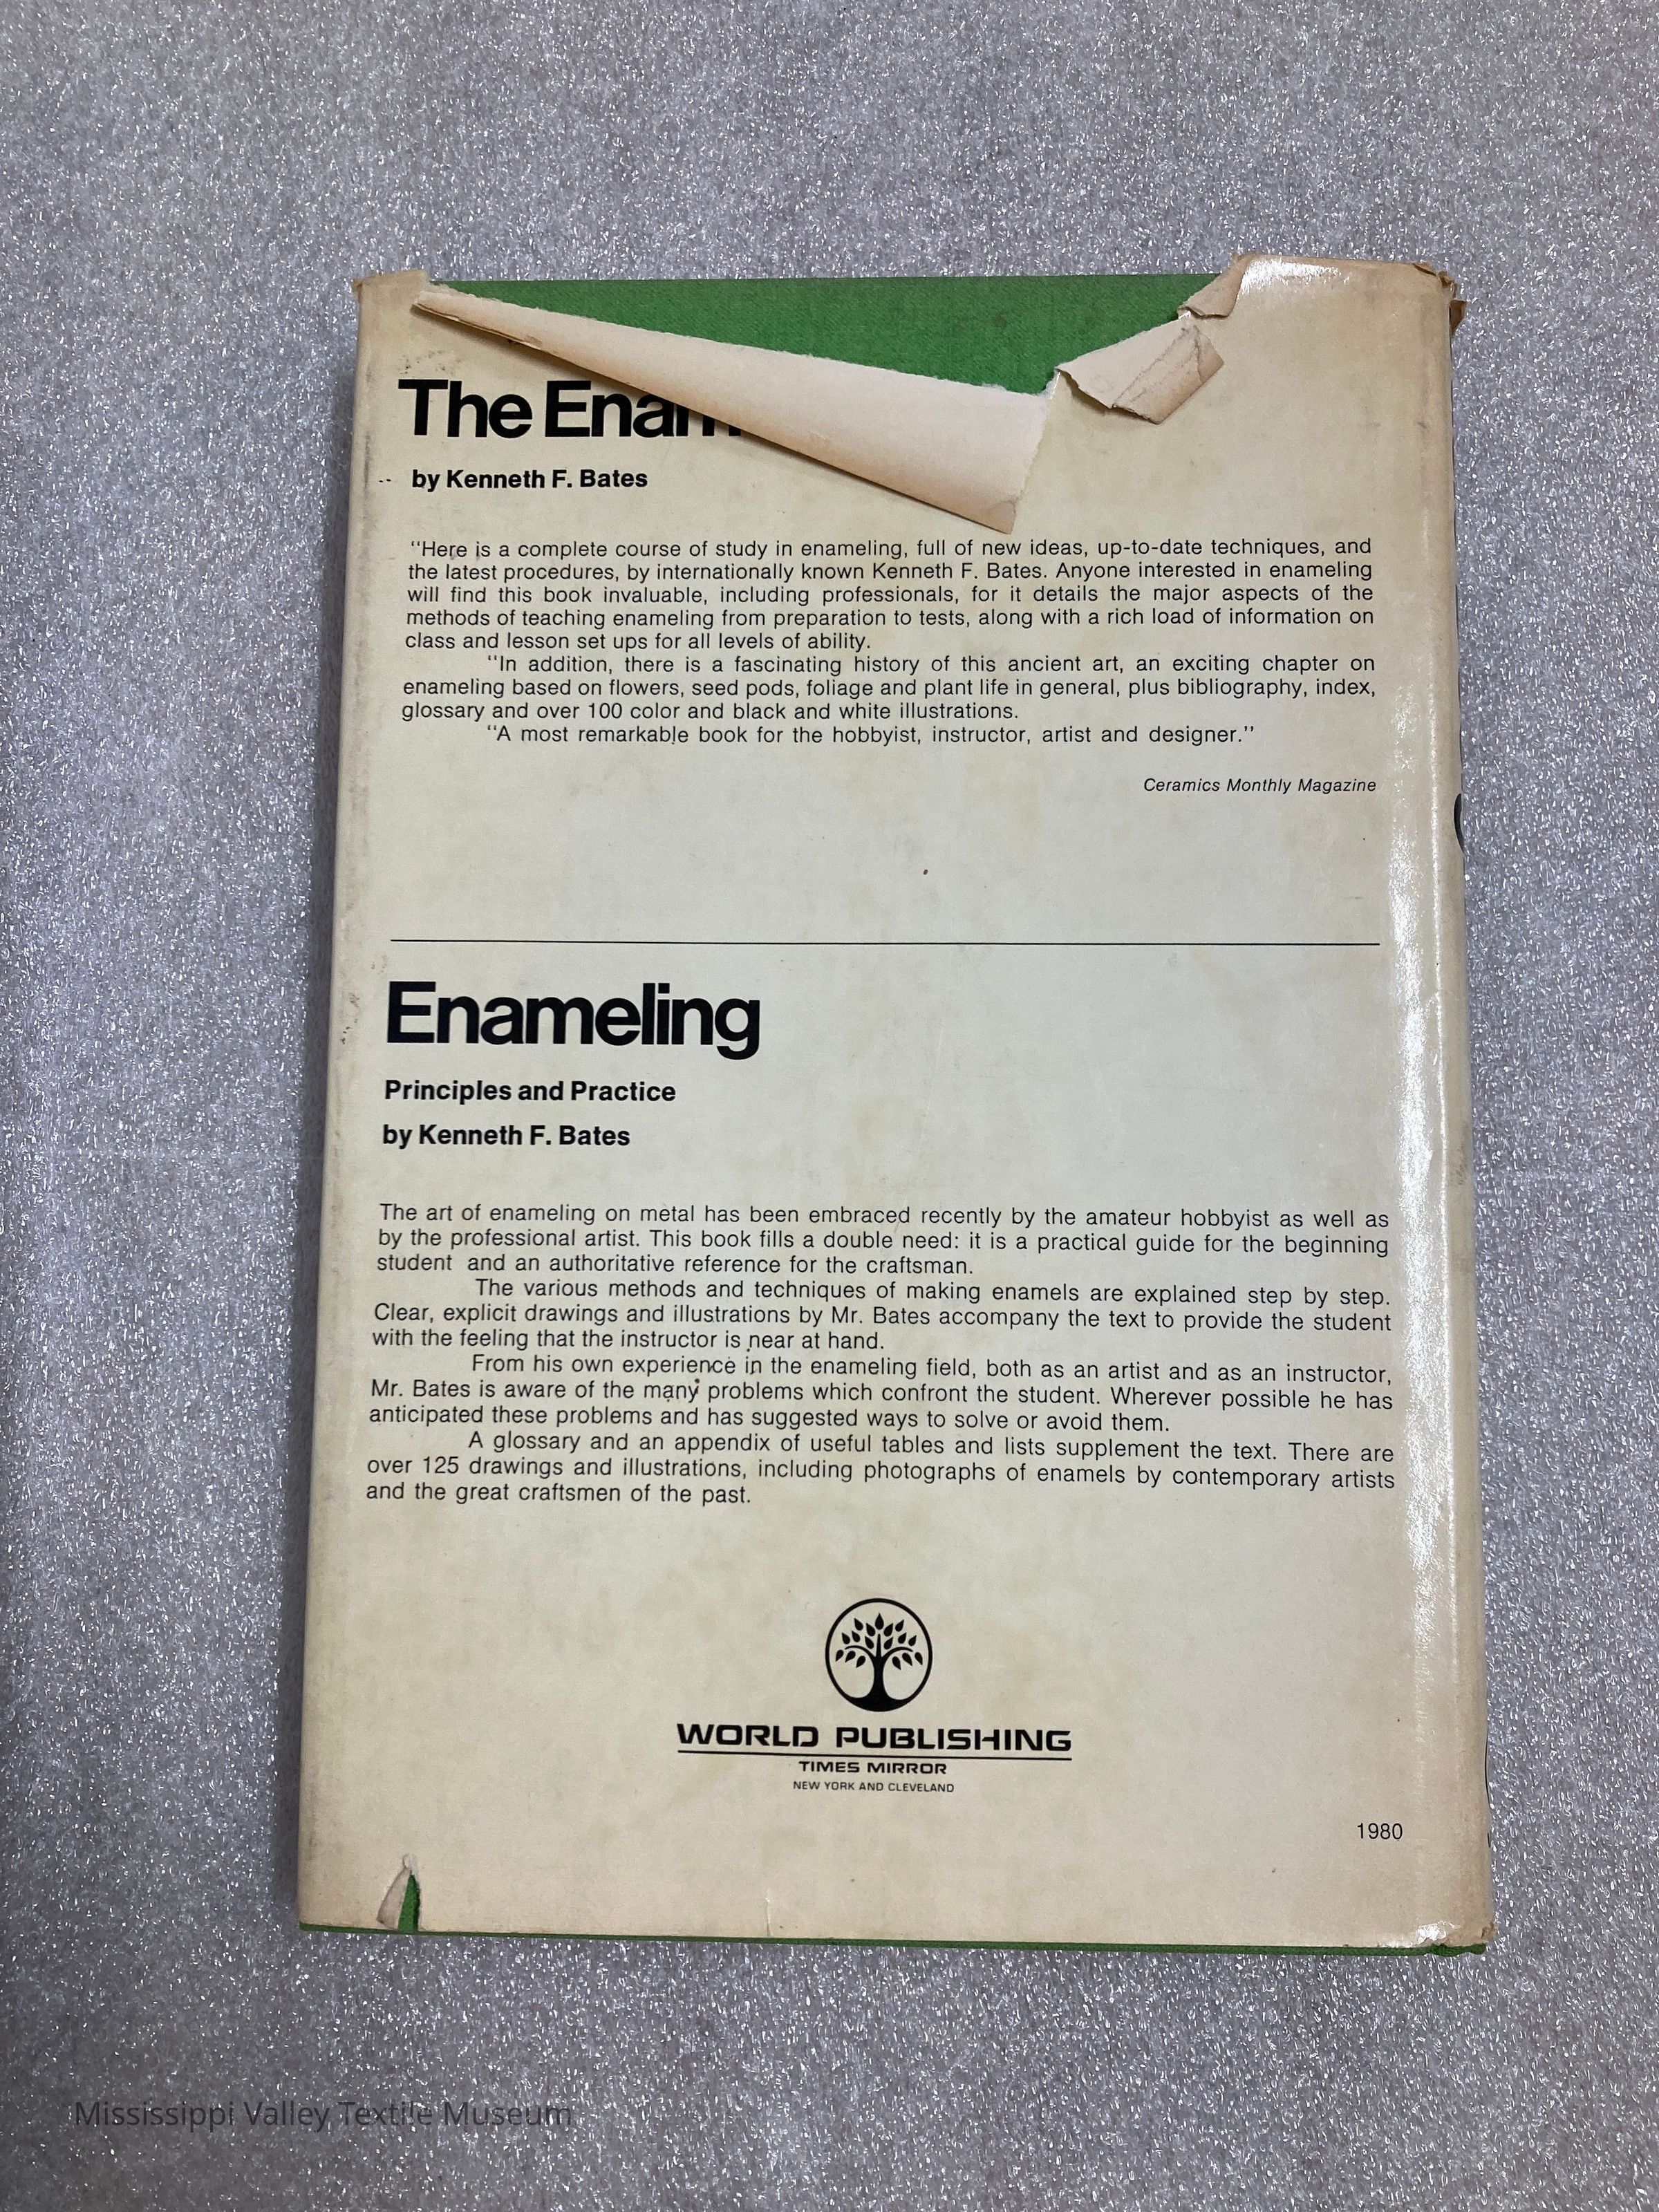 The Enam
by Kenneth F. Bates
"Here is a complete course of study in enameling, full of new ideas, up-to-date techniques, and
the latest procedures, by internationally known Kenneth F. Bates. Anyone interested in enameling
will find this book invaluable, including professionals, for it details the major aspects of the
methods of teaching enameling from preparation to tests, along with a rich load of information on
class and lesson set ups for all levels of ability.
"In addition, there is a fascinating history of this ancient art, an exciting chapter on
enameling based on flowers, seed pods, foliage and plant life in general, plus bibliography, index,
glossary and over 100 color and black and white illustrations.
"A most remarkable book for the hobbyist, instructor, artist and designer."
Ceramics Monthly Magazine
Enameling
Principles and Practice
by Kenneth F. Bates
The art of enameling on metal has been embraced recently by the amateur hobbyist as well as
by the professional artist. This book fills a double need: it is a practical guide for the beginning
student and an authoritative reference for the craftsman.
The various methods and techniques of making enamels are explained step by step.
Clear, explicit drawings and illustrations by Mr. Bates accompany the text to provide the student
with the feeling that the instructor is near at hand.
From his own experience in the enameling field, both as an artist and as an instructor,
Mr. Bates is aware of the many problems which confront the student. Wherever possible he has
anticipated these problems and has suggested ways to solve or avoid them.
A glossary and an appendix of useful tables and lists supplement the text. There are
over 125 drawings and illustrations, including photographs of enamels by contemporary artists
and the great craftsmen of the past.
WORLD PUBLISHING
TIMES MIRROR
NEW YORK AND CLEVELAND
1980
Mississippi Valley Textile Museum